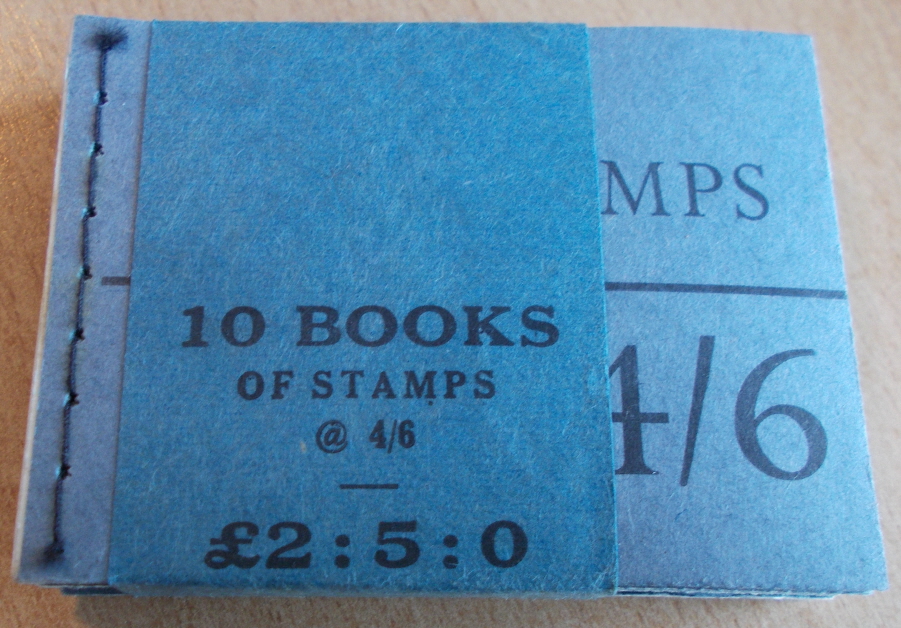 10 BOOKS
OF STAMPS
@ 4/6
£2:5:0
MPS
4/6